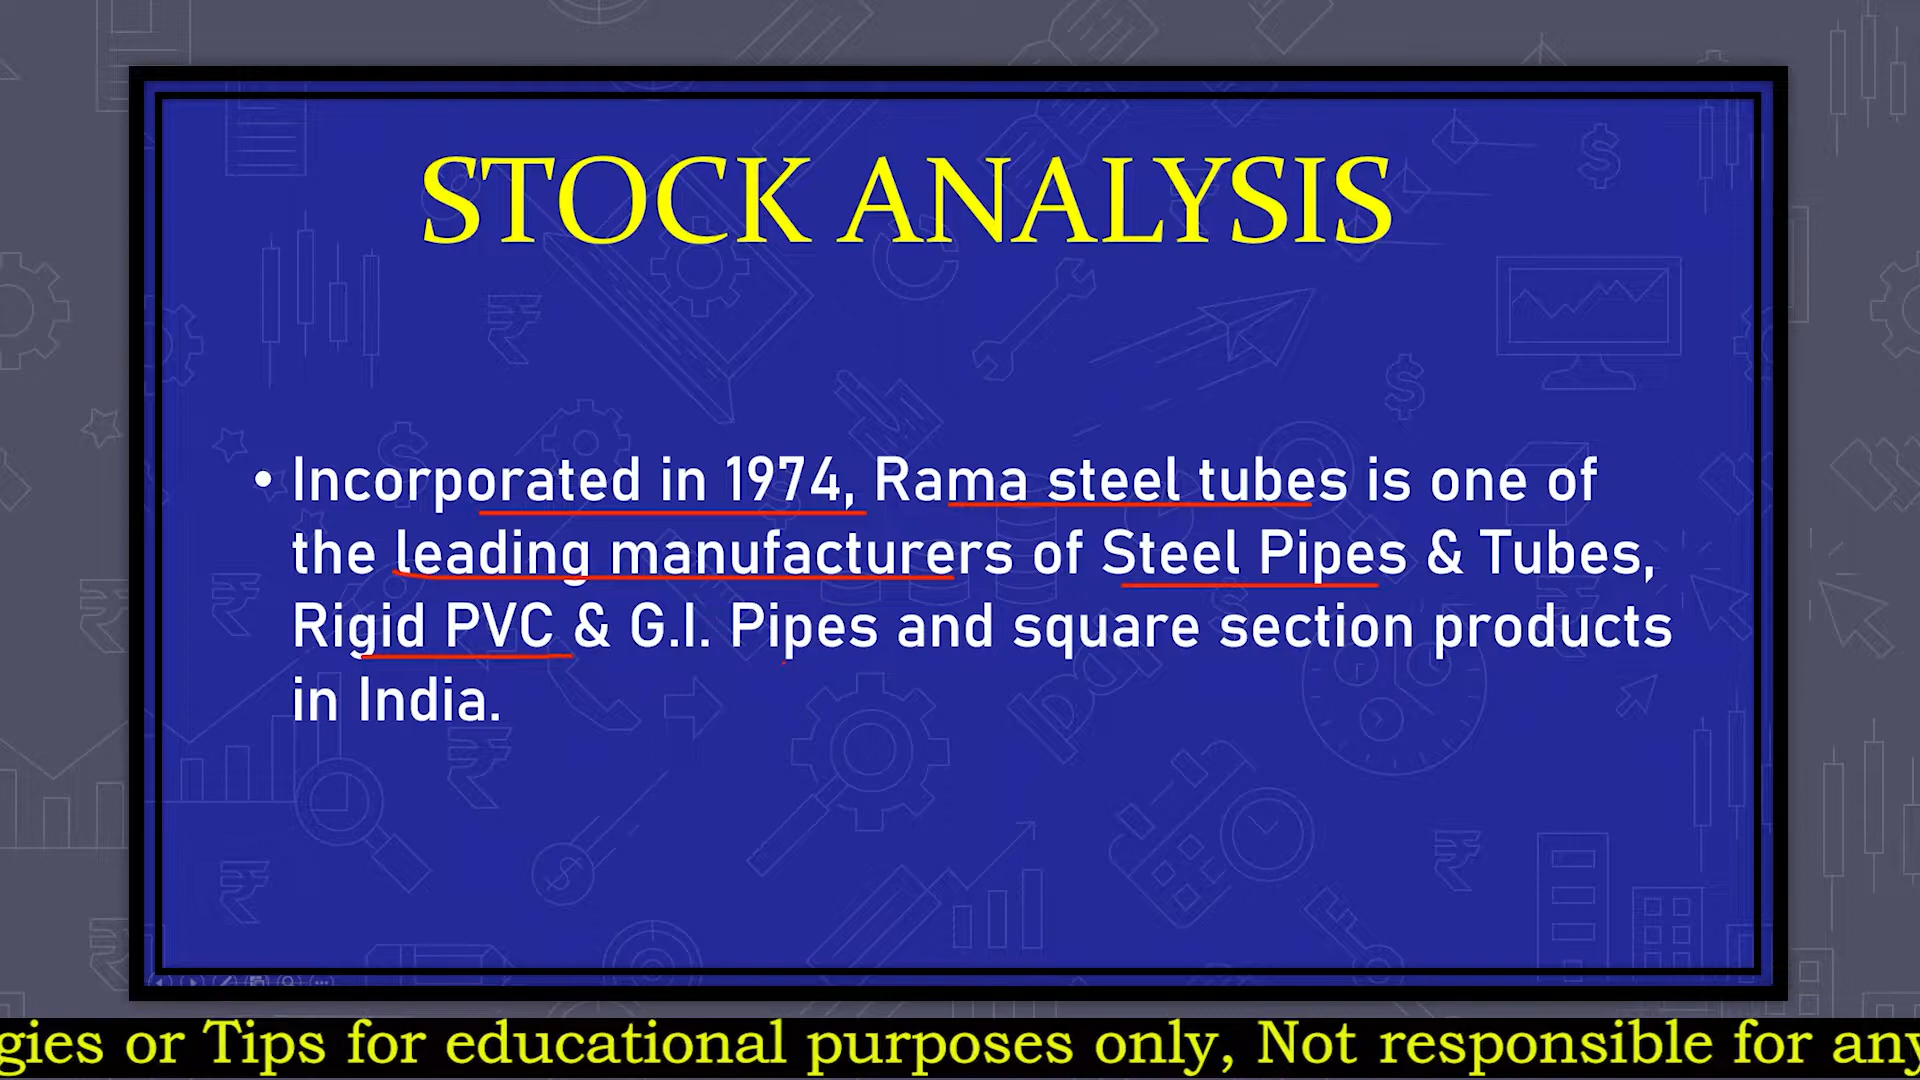 STOCK ANALYSIS
• Incorporated in 1974, Rama steel tubes is one of
the leading manufacturers of Steel Pipes & Tubes,
Rigid PVC & G.I. Pipes and square section products
in India.
gies or Tips for educational purposes only, Not responsible for any